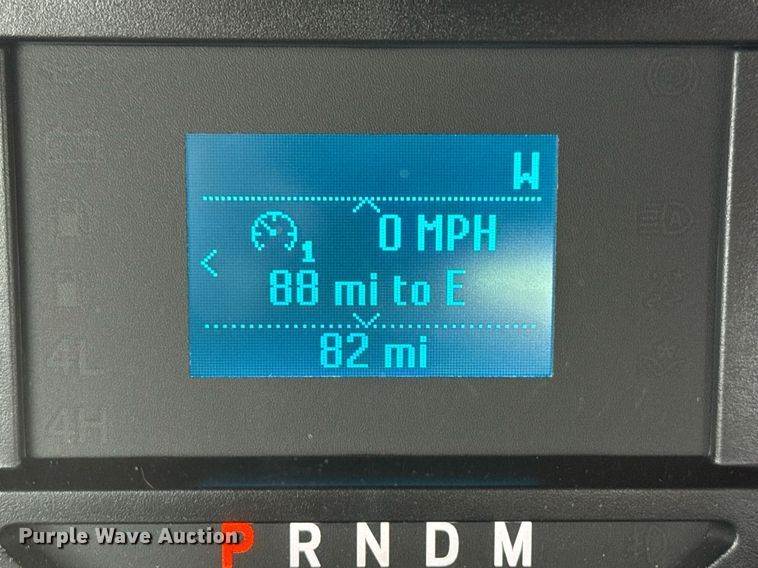 W
0 MPH
1
88 mi to E
82 mi
4L
4H
P R N D M
Purple Wave Auction